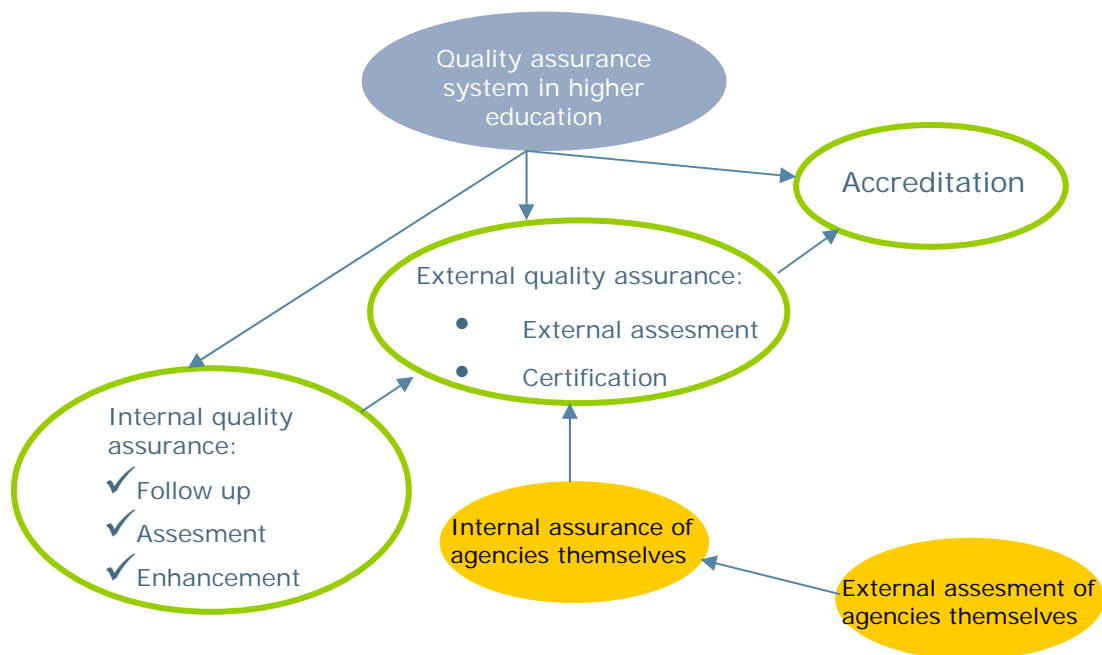 Quality assurance
system in higher
education
Accreditation
External quality assurance:
• External assesment
• Certification
Internal quality
assurance:
✓ Follow up
✓ Assesment
✓ Enhancement
Internal assurance of
agencies themselves
External assesment of
agencies themselves